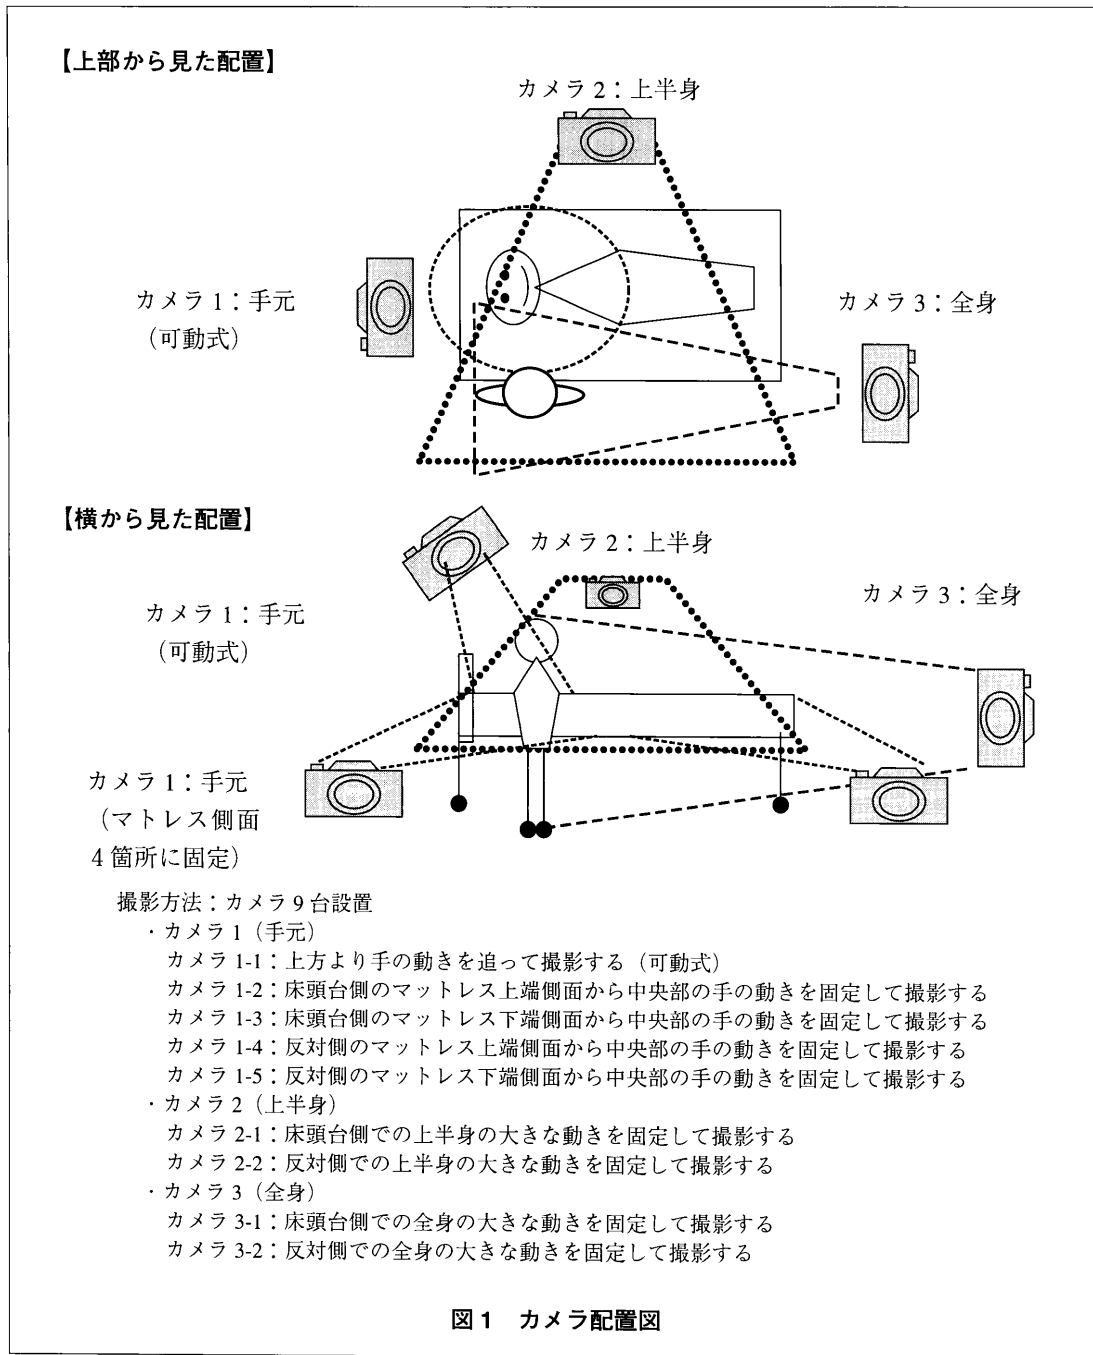 【上部から見た配置】
カメラ2：上半身
カメラ1：手元
（可動式）
カメラ3：全身
【横から見た配置】
カメラ2：上半身
カメラ3：全身
カメラ1：手元
（可動式）
カメラ1：手元
（マトレス側面
4箇所に固定）
撮影方法：カメラ9台設置
・カメラ1（手元）
カメラ1-1：上方より手の動きを追って撮影する（可動式）
カメラ1-2：床頭台側のマットレス上端側面から中央部の手の動きを固定して撮影する
カメラ1-3：床頭台側のマットレス下端側面から中央部の手の動きを固定して撮影する
カメラ1-4：反対側のマットレス上端側面から中央部の手の動きを固定して撮影する
カメラ1-5：反対側のマットレス下端側面から中央部の手の動きを固定して撮影する
・カメラ2（上半身）
カメラ2-1：床頭台側での上半身の大きな動きを固定して撮影する
カメラ2-2：反対側での上半身の大きな動きを固定して撮影する
・カメラ3（全身）
カメラ3-1：床頭台側での全身の大きな動きを固定して撮影する
カメラ3-2：反対側での全身の大きな動きを固定して撮影する
図1　カメラ配置図